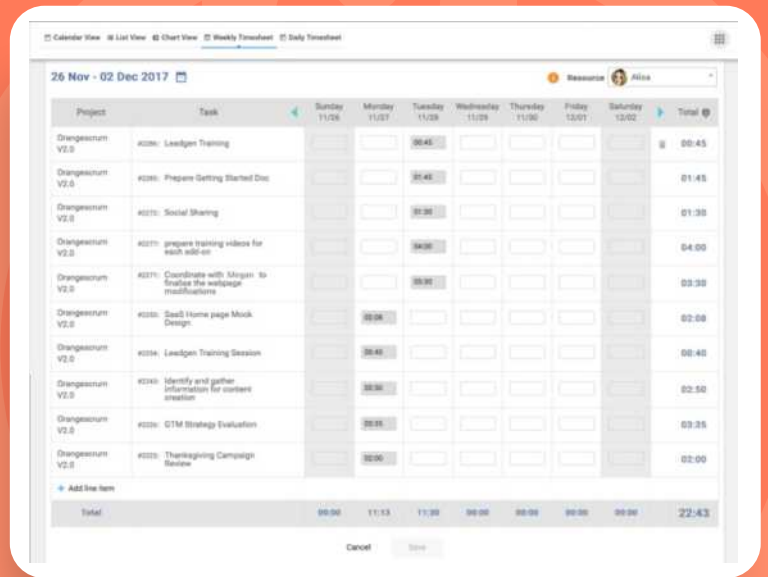 Calendar View List View Chart View Weekly Timesheet Daily Timesheet
26 Nov - 02 Dec 2017 Resource Alisa
Project Task Sunday Monday Tuesday Wednesday Thursday Friday Saturday Total
11/26 11/27 11/28 11/29 11/30 12/01 12/02
Orangescrum
V2.0
Leadgen Training 00:45 00:45
Orangescrum
V2.0
Prepare Getting Started Doc 01:45 01:45
Orangescrum
V2.0
Social Sharing 01:30 01:30
Orangescrum
V2.0
prepare training videos for
each add-on
04:00 04:00
Orangescrum
V2.0
Coordinate with Megan to
finalise the webpage
modifications
03:30 03:30
Orangescrum
V2.0
SaaS Home page Mock
Design
02:08 02:08
Orangescrum
V2.0
Leadgen Training Session 00:40 00:40
Orangescrum
V2.0
Identify and gather
information for content
creation
02:50
Orangescrum
V2.0
GTM Strategy Evaluation 03:35
Orangescrum
V2.0
Thanksgiving Campaign
Review
02:00 02:00
+ Add line item
Total 00:00 11:13 11:30 00:00 00:00 00:00 00:00 22:43
Cancel Save